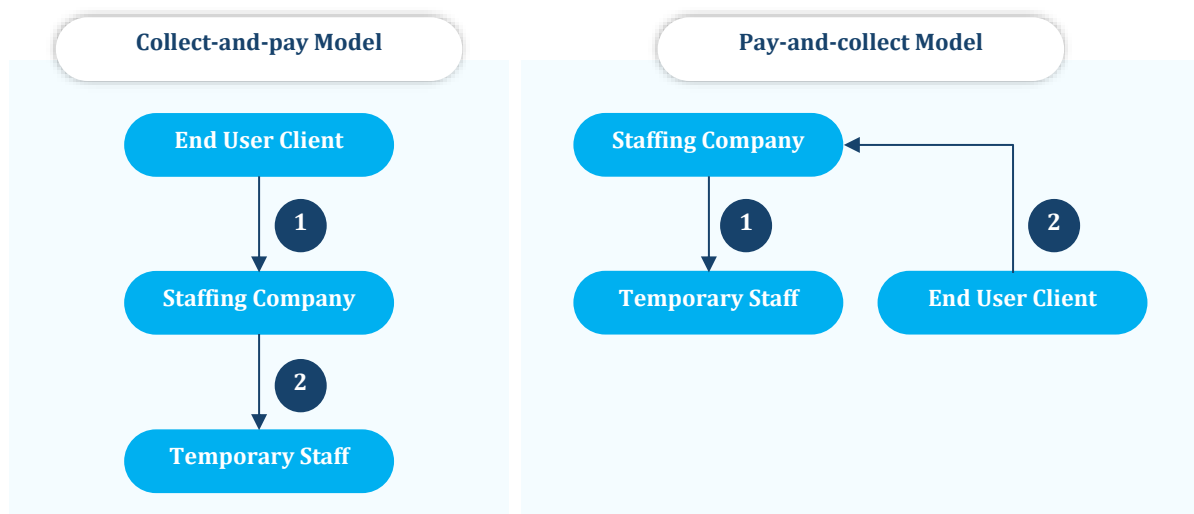 Collect-and-pay Model
End User Client
1
Staffing Company
2
Temporary Staff
Pay-and-collect Model
Staffing Company
1
2
Temporary Staff
End User Client